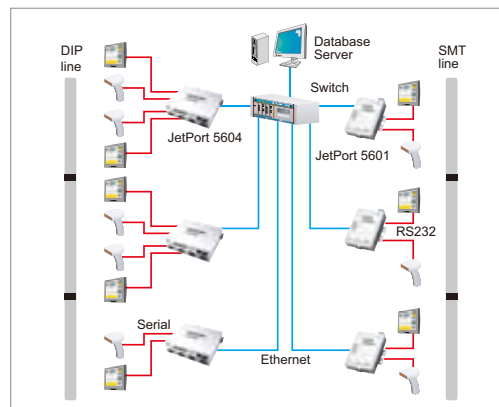 DIP
line
Database
Server
SMT
line
Switch
JetPort 5604
JetPort 5601
RS232
Serial
Ethernet